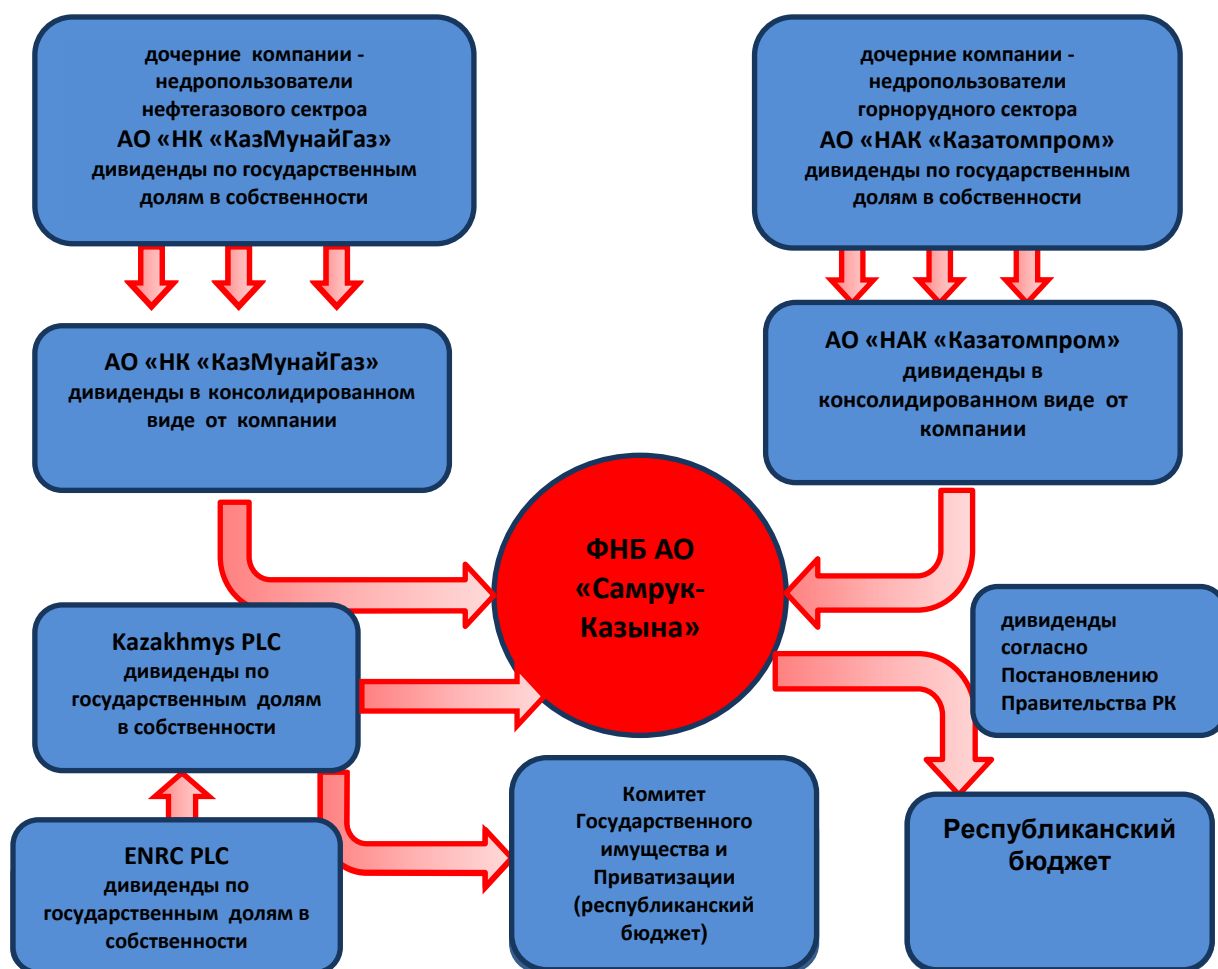 дочерние компании -
недропользователи
нефтегазового сектроа
АО «НК «КазМунайГаз»
дивиденды по государственным
долям в собственности
дочерние компании -
недропользователи
горнорудного сектора
АО «НАК «Казатомпром»
дивиденды по государственным
долям в собственности
АО «НК «КазМунайГаз»
дивиденды в консолидированном
виде от компании
АО «НАК «Казатомпром»
дивиденды в
консолидированном виде от
компании
ФНБ АО
«Самрук-
Казына»
Kazakhmys PLC
дивиденды по
государственным долям
в собственности
дивиденды
согласно
Постановлению
Правительства РК
ENRC PLC
дивиденды по
государственным долям в
собственности
Комитет
Государственного
имущества и
Приватизации
(республиканский
бюджет)
Республиканский
бюджет